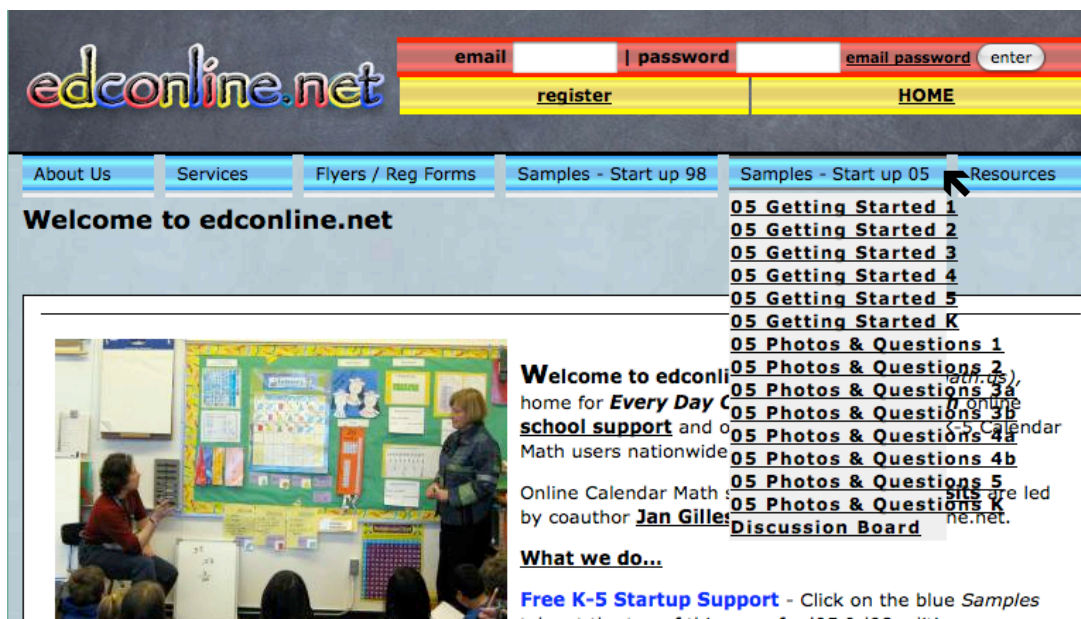 edconline.net
email | password email password enter
register HOME
About Us Services Flyers / Reg Forms Samples - Start up 98 Samples - Start up 05 Resources
Welcome to edconline.net
05 Getting Started 1
05 Getting Started 2
05 Getting Started 3
05 Getting Started 4
05 Getting Started 5
05 Getting Started K
05 Photos & Questions 1
05 Photos & Questions 2
05 Photos & Questions 3a
05 Photos & Questions 3b
05 Photos & Questions 4a
05 Photos & Questions 4b
05 Photos & Questions 5
05 Photos & Questions K
Discussion Board
Welcome to
home for Every Day online
school support and K-5 Calendar
Math users nationwide
Online Calendar Math are led
by coauthor Jan
What we do...
Free K-5 Startup Support - Click on the blue Samples